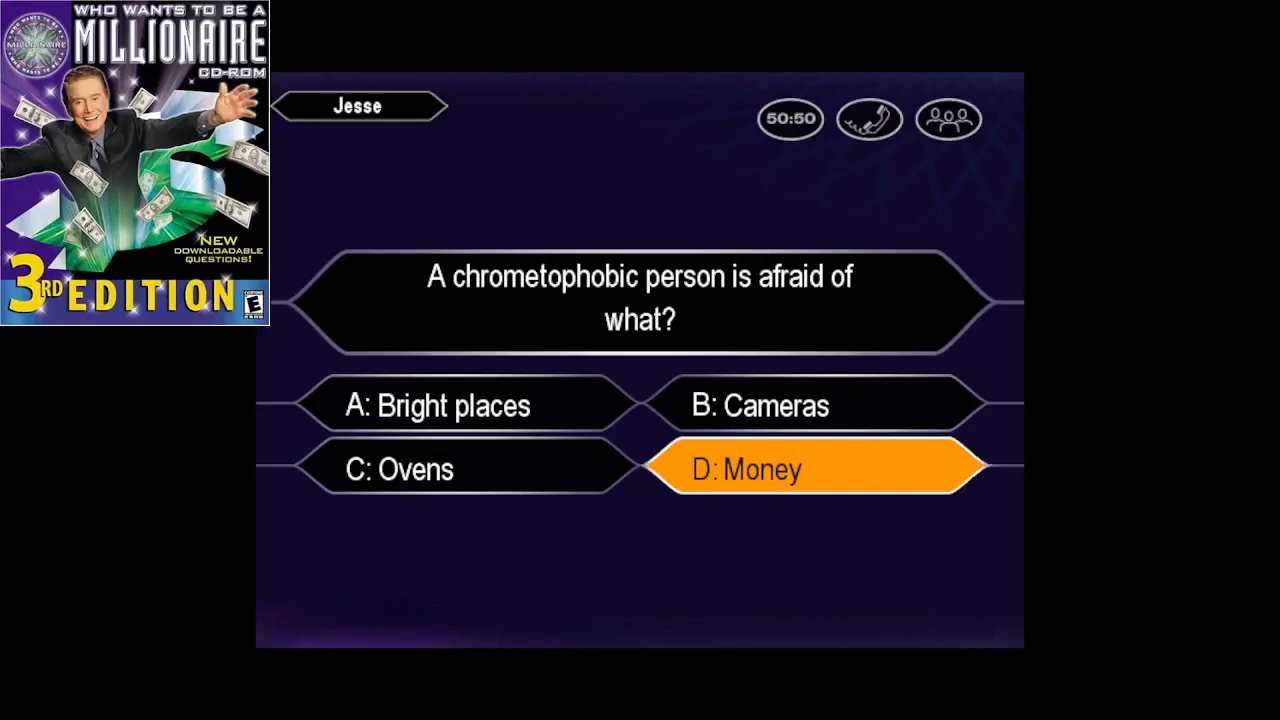 WHO WANTS TO BE A
MILLIONAIRE
CD-ROM
NEW
DOWNLOADABLE
QUESTIONS!
3RD EDITION
E
Jesse
50:50
A chrometophobic person is afraid of
what?
A: Bright places
B: Cameras
C: Ovens
D: Money